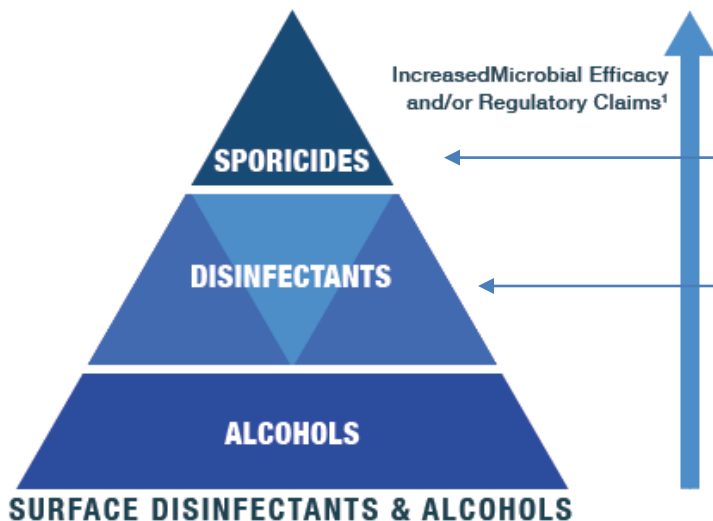 IncreasedMicrobial Efficacy
and/or Regulatory Claims¹
SPORICIDES
DISINFECTANTS
ALCOHOLS
SURFACE DISINFECTANTS & ALCOHOLS